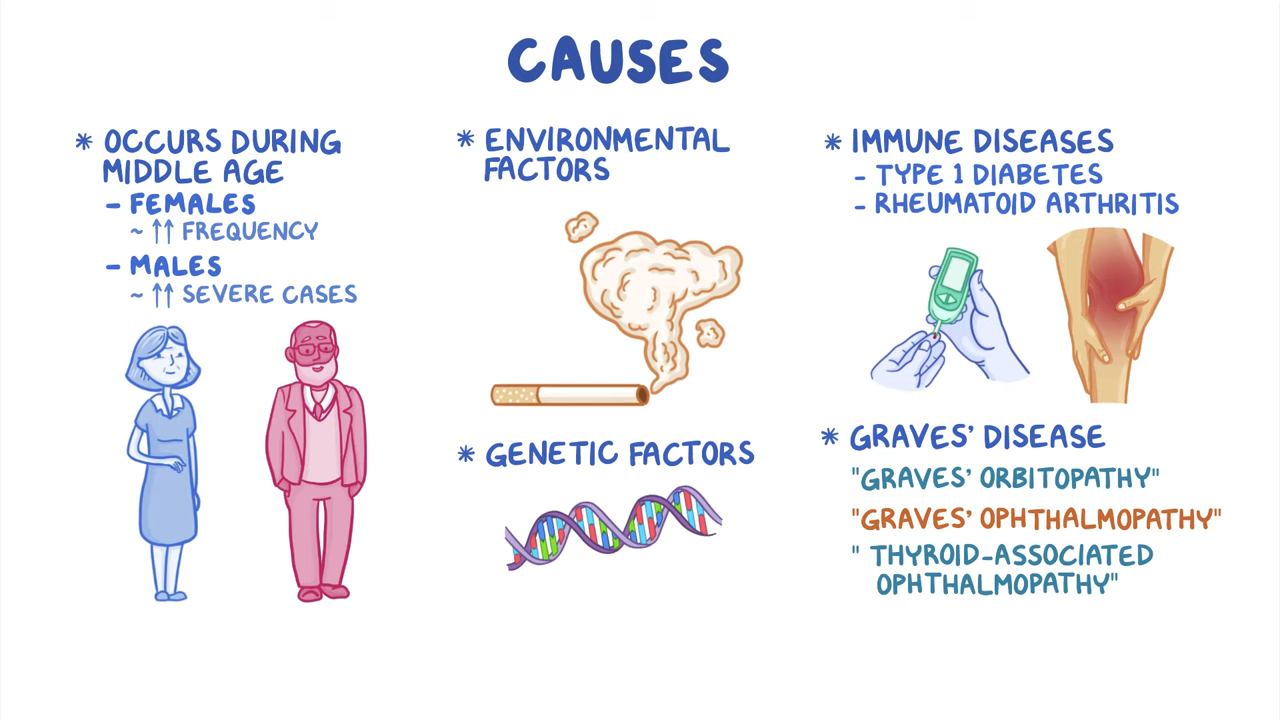 CAUSES
* OCCURS DURING
MIDDLE AGE
- FEMALES
~ ↑↑ FREQUENCY
- MALES
~ ↑↑ SEVERE CASES
* ENVIRONMENTAL
FACTORS
* GENETIC FACTORS
* IMMUNE DISEASES
- TYPE 1 DIABETES
- RHEUMATOID ARTHRITIS
* GRAVES' DISEASE
"GRAVES' ORBITOPATHY"
"GRAVES' OPHTHALMOPATHY"
" THYROID-ASSOCIATED
OPHTHALMOPATHY"